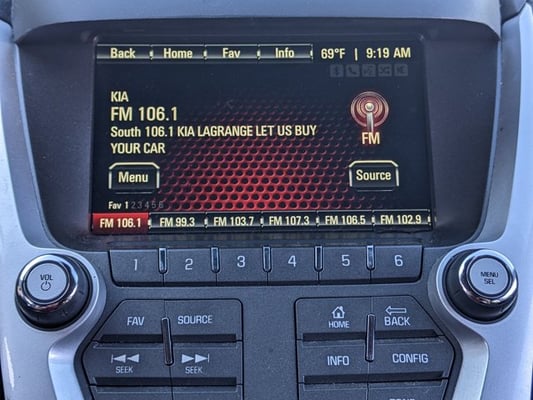 Back Home Fav Info 69°F | 9:19 AM
KIA
FM 106.1
South 106.1 KIA LAGRANGE LET US BUY
YOUR CAR
FM
Menu
Source
Fav 1 2 3 4 5 6
FM 106.1 FM 99.3 FM 103.7 FM 107.3 FM 106.5 FM 102.9
1 2 3 4 5 6
VOL
MENU
SEL
FAV SOURCE
HOME BACK
SEEK SEEK
INFO CONFIG